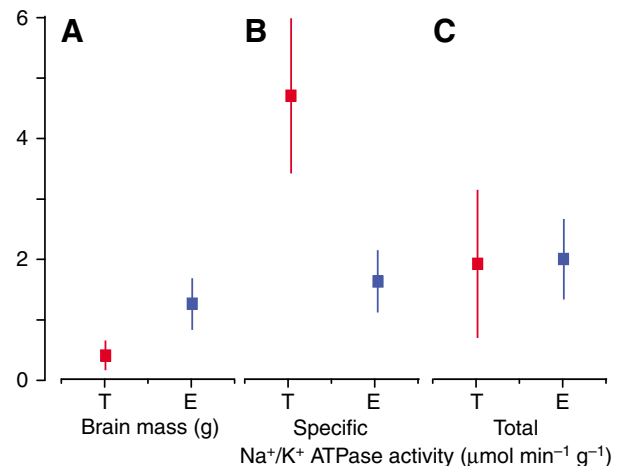 6
A
B
C
4
2
0
T
E
T
E
T
E
Brain mass (g)
Specific
Total
Na⁺/K⁺ ATPase activity (μmol min⁻¹ g⁻¹)